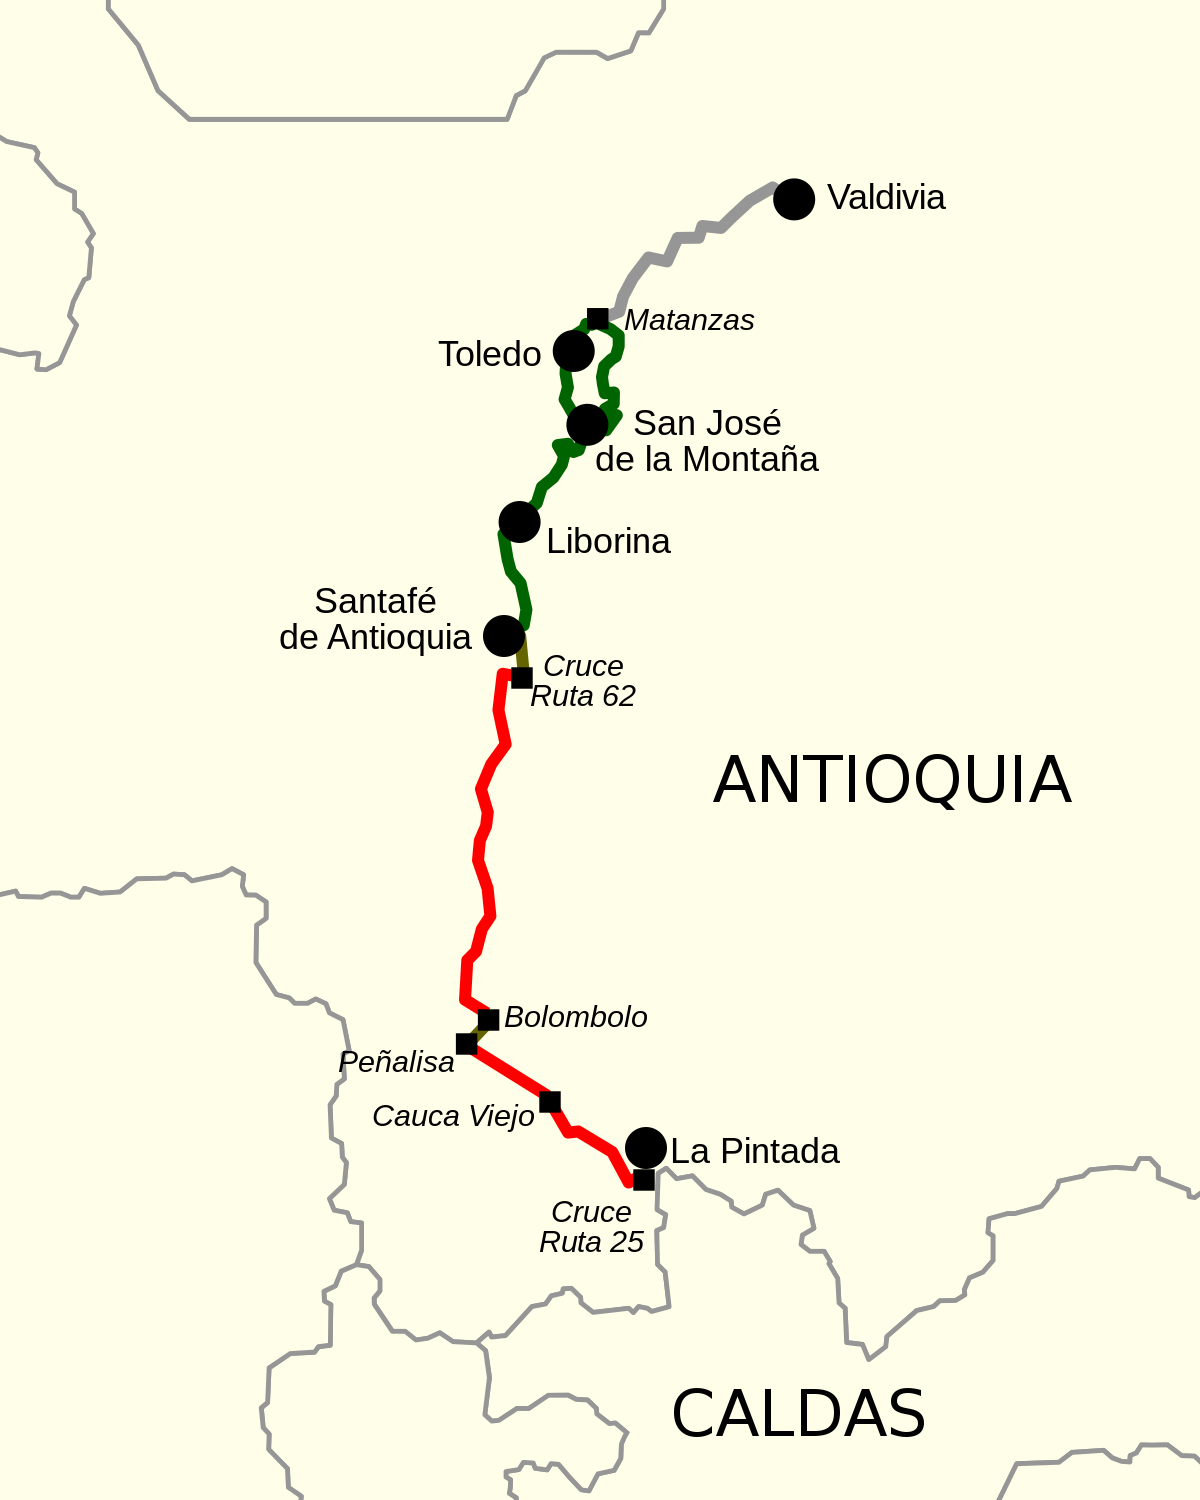 Valdivia
Matanzas
Toledo
San José
de la Montaña
Liborina
Santafé
de Antioquia
Cruce
Ruta 62
ANTIOQUIA
Bolombolo
Peñalisa
Cauca Viejo
La Pintada
Cruce
Ruta 25
CALDAS